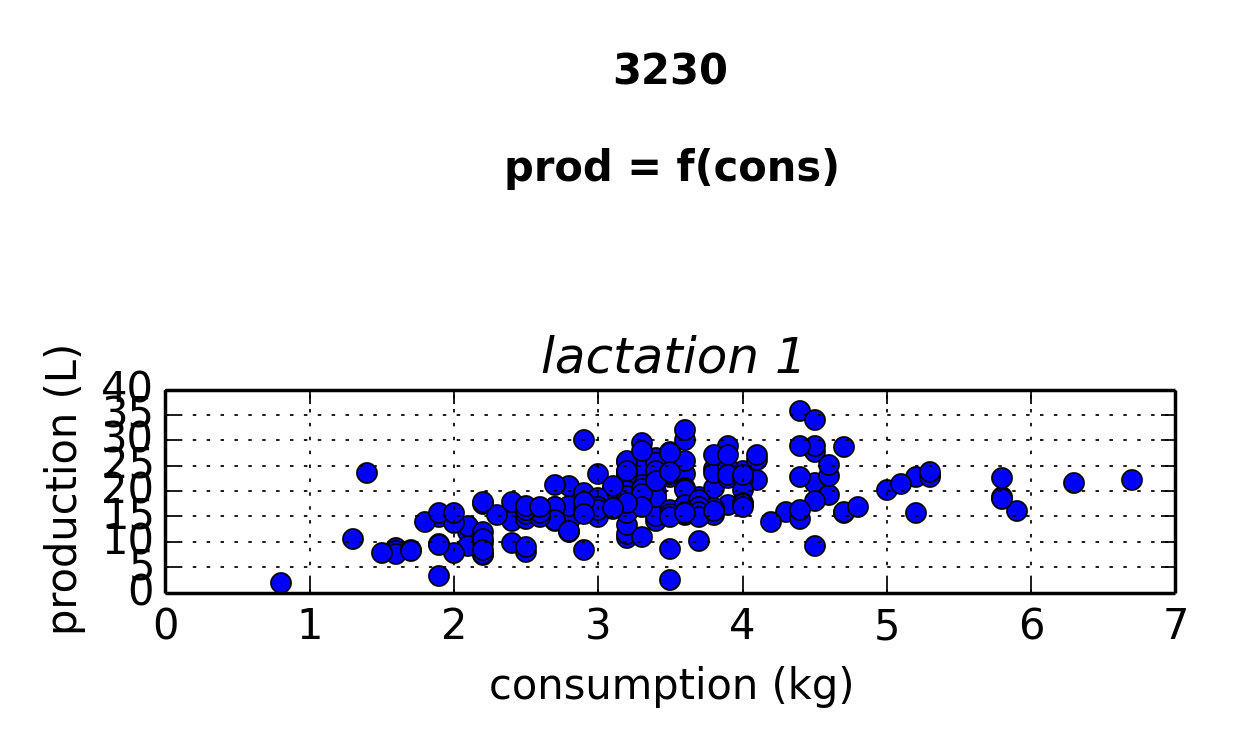 3230
prod = f(cons)
lactation 1
production (L)
40
35
30
25
20
15
10
5
0
0 1 2 3 4 5 6 7
consumption (kg)